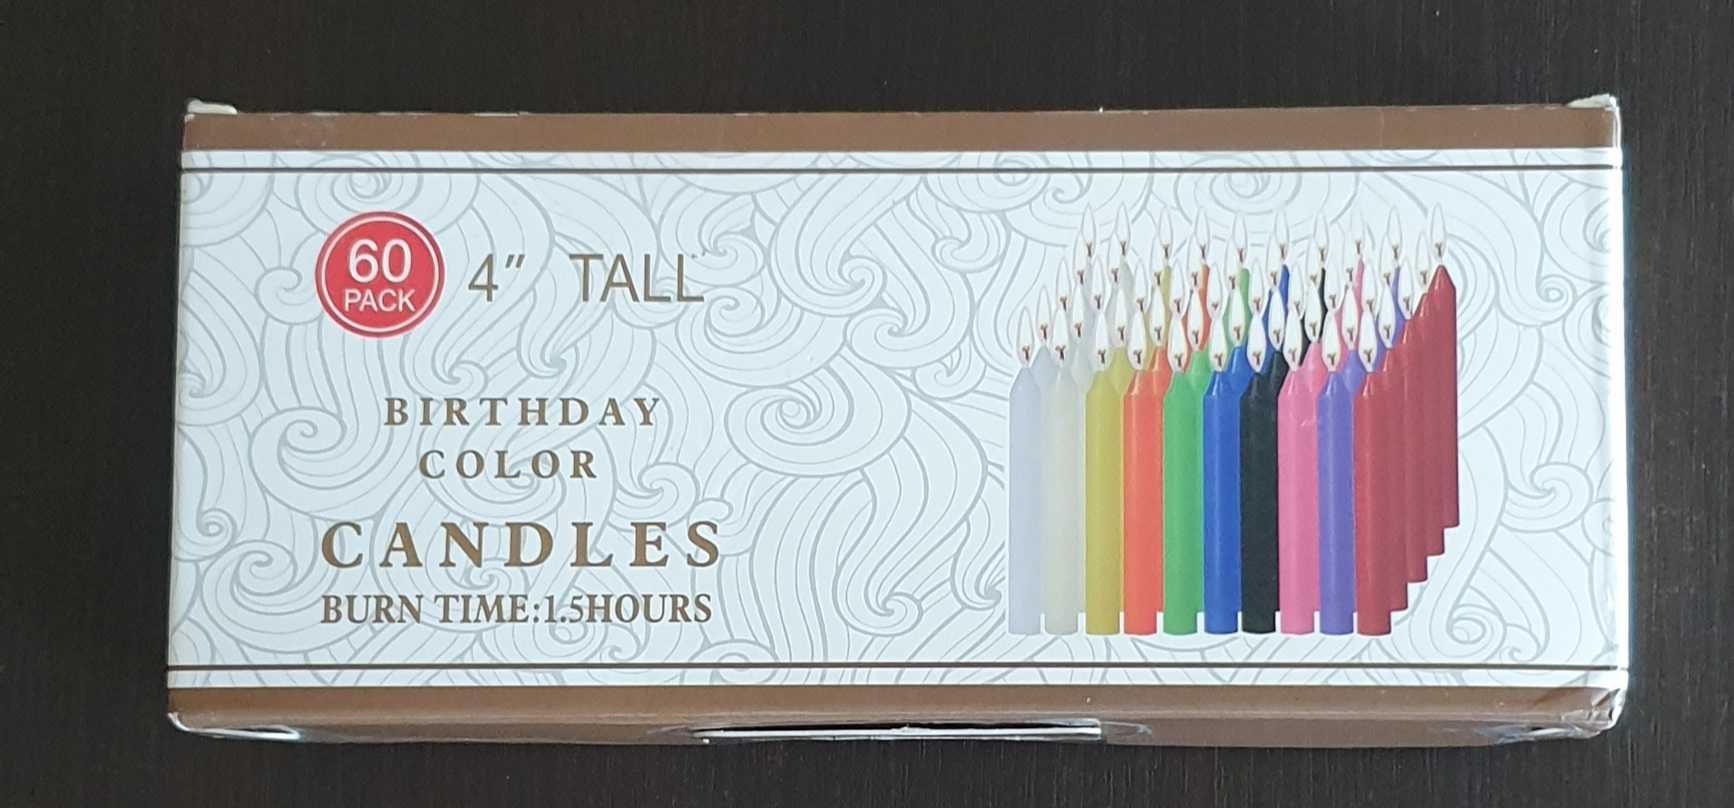 60
PACK
4" TALL
BIRTHDAY
COLOR
CANDLES
BURN TIME:1.5HOURS